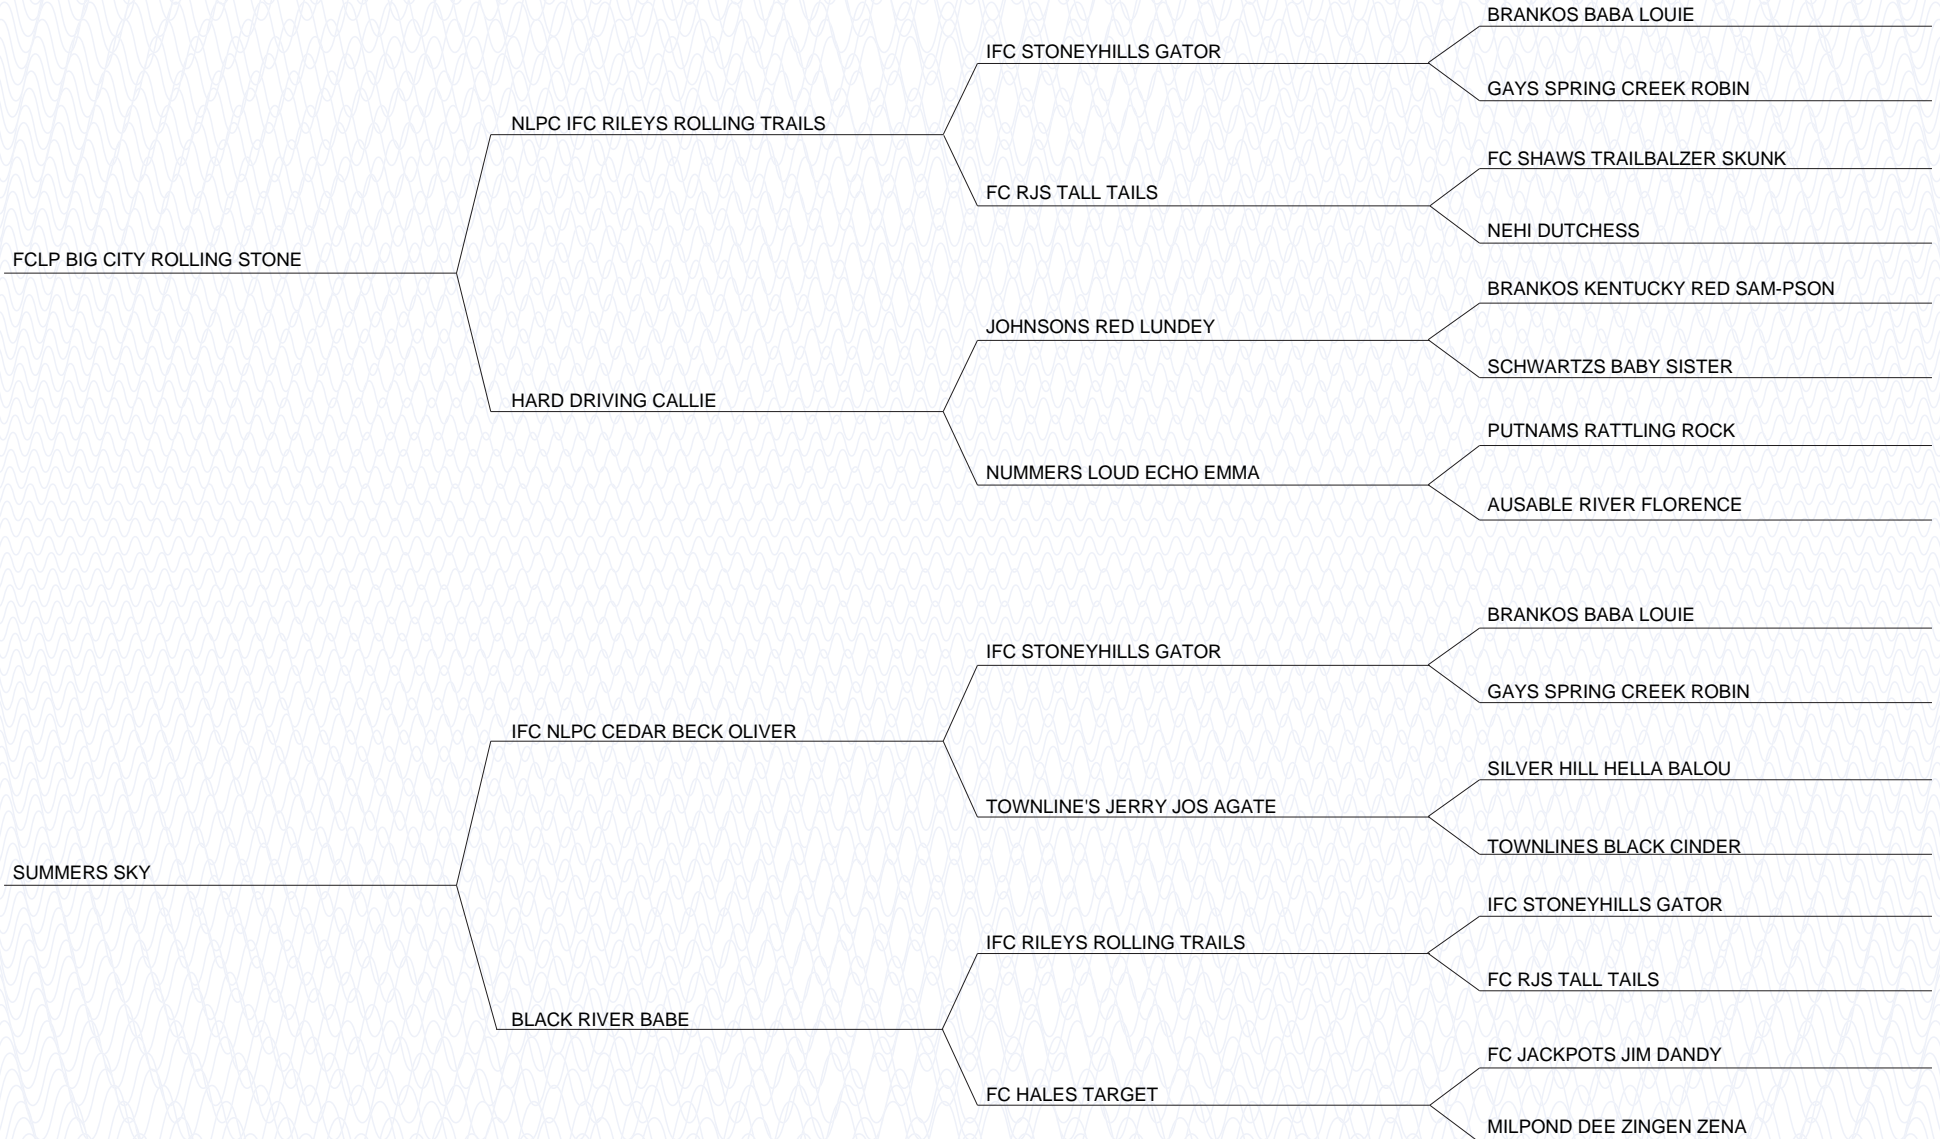 BRANKOS BABA LOUIE
IFC STONEYHILLS GATOR
GAYS SPRING CREEK ROBIN
NLPC IFC RILEYS ROLLING TRAILS
FC SHAWS TRAILBALZER SKUNK
FC RJS TALL TAILS
NEHI DUTCHESS
FCLP BIG CITY ROLLING STONE
BRANKOS KENTUCKY RED SAM-PSON
JOHNSONS RED LUNDEY
SCHWARTZS BABY SISTER
HARD DRIVING CALLIE
PUTNAMS RATTLING ROCK
NUMMERS LOUD ECHO EMMA
AUSABLE RIVER FLORENCE
BRANKOS BABA LOUIE
IFC STONEYHILLS GATOR
GAYS SPRING CREEK ROBIN
IFC NLPC CEDAR BECK OLIVER
SILVER HILL HELLA BALOU
TOWNLINE'S JERRY JOS AGATE
TOWNLINES BLACK CINDER
SUMMERS SKY
IFC STONEYHILLS GATOR
IFC RILEYS ROLLING TRAILS
FC RJS TALL TAILS
BLACK RIVER BABE
FC JACKPOTS JIM DANDY
FC HALES TARGET
MILPOND DEE ZINGEN ZENA